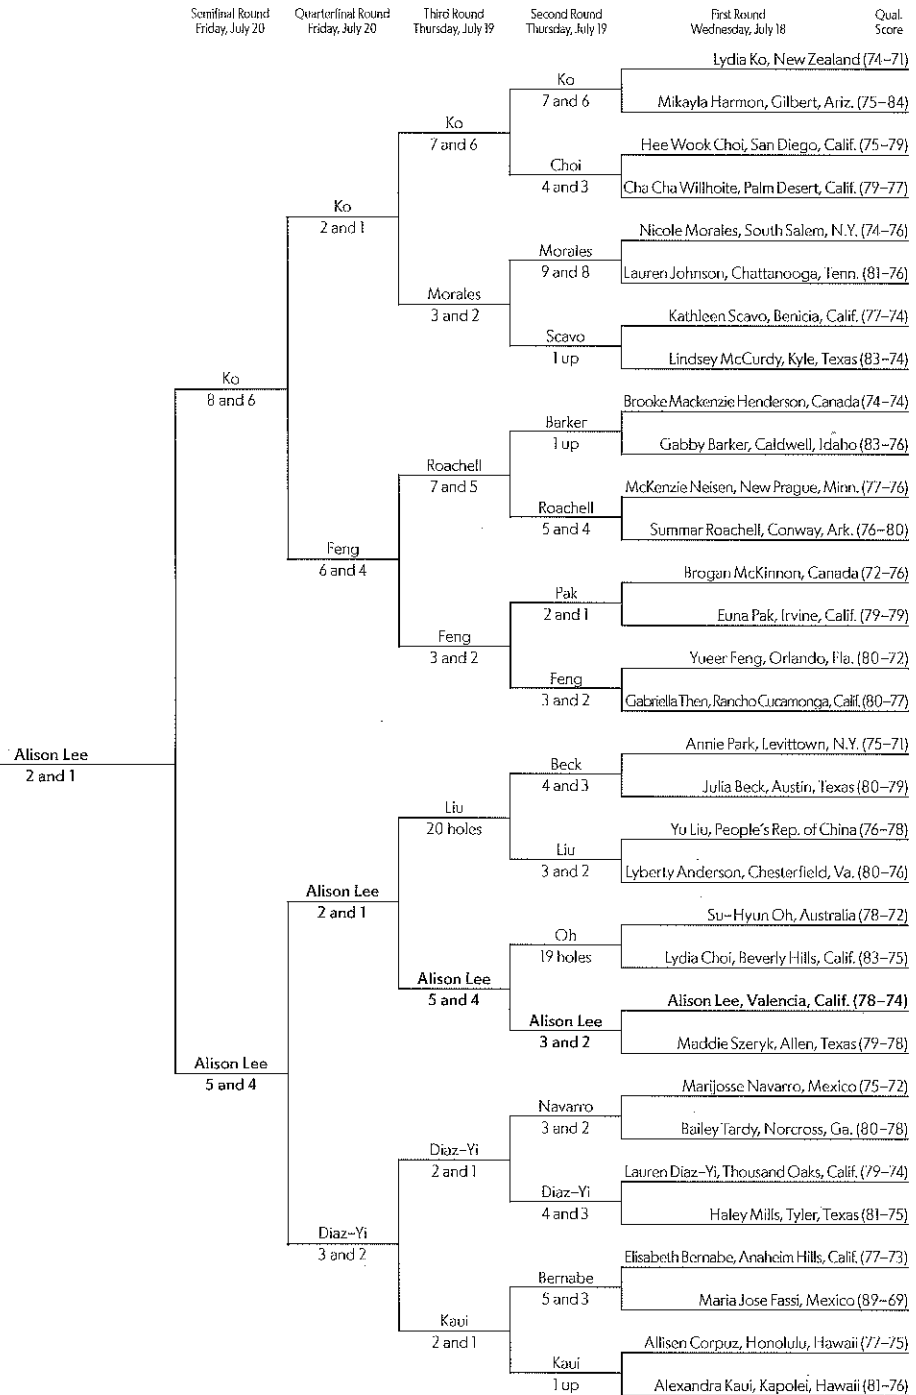 Semifinal Round Quarterfinal Round Third Round Second Round First Round Qual.
Friday, July 20 Friday, July 20 Thursday, July 19 Thursday, July 19 Wednesday, July 18 Score
Lydia Ko, New Zealand (74-71)
Ko
7 and 6
Mikayla Harmon, Gilbert, Ariz. (75-84)
Ko
7 and 6
Hee Wook Choi, San Diego, Calif. (75-79)
Choi
4 and 3
Cha Cha Willhoite, Palm Desert, Calif. (79-77)
Ko
2 and 1
Nicole Morales, South Salem, N.Y. (74-76)
Morales
9 and 8
Lauren Johnson, Chattanooga, Tenn. (81-76)
Morales
3 and 2
Kathleen Scavo, Benicia, Calif. (77-74)
Scavo
1 up
Lindsey McCurdy, Kyle, Texas (83-74)
Ko
8 and 6
Brooke Mackenzie Henderson, Canada (74-74)
Barker
1 up
Gabby Barker, Caldwell, Idaho (83-76)
Roachell
7 and 5
McKenzie Neisen, New Prague, Minn. (77-76)
Roachell
5 and 4
Summar Roachell, Conway, Ark. (76-80)
Feng
6 and 4
Brogan McKinnon, Canada (72-76)
Pak
2 and 1
Euna Pak, Irvine, Calif. (79-79)
Feng
3 and 2
Yueer Feng, Orlando, Fla. (80-72)
Feng
3 and 2
Gabriella Then, Rancho Cucamonga, Calif. (80-77)
Alison Lee
2 and 1
Annie Park, Levittown, N.Y. (75-71)
Beck
4 and 3
Julia Beck, Austin, Texas (80-79)
Liu
20 holes
Yu Liu, People's Rep. of China (76-78)
Liu
3 and 2
Lyberty Anderson, Chesterfield, Va. (80-76)
Alison Lee
2 and 1
Su-Hyun Oh, Australia (78-72)
Oh
19 holes
Lydia Choi, Beverly Hills, Calif. (83-75)
Alison Lee
5 and 4
Alison Lee, Valencia, Calif. (78-74)
Alison Lee
3 and 2
Maddie Szeryk, Allen, Texas (79-78)
Alison Lee
5 and 4
Marijosse Navarro, Mexico (75-72)
Navarro
3 and 2
Bailey Tardy, Norcross, Ga. (80-78)
Diaz-Yi
2 and 1
Lauren Diaz-Yi, Thousand Oaks, Calif. (79-74)
Diaz-Yi
4 and 3
Haley Mills, Tyler, Texas (81-75)
Diaz-Yi
3 and 2
Elisabeth Bernabe, Anaheim Hills, Calif. (77-73)
Bernabe
5 and 3
Maria Jose Fassi, Mexico (89-69)
Kaui
2 and 1
Allisen Corpuz, Honolulu, Hawaii (77-75)
Kaui
1 up
Alexandra Kaui, Kapolei, Hawaii (81-76)